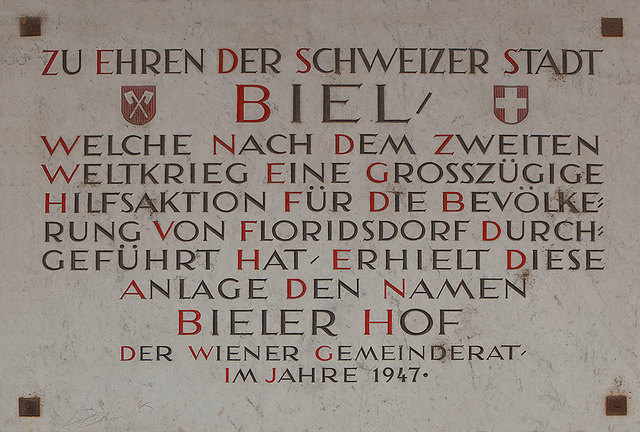 ZU EHREN DER SCHWEIZER STADT
BIEL,
WELCHE NACH DEM ZWEITEN
WELTKRIEG EINE GROSSZÜGIGE
HILFSAKTION FÜR DIE BEVÖLKE=
RUNG VON FLORIDSDORF DURCH=
GEFÜHRT HAT, ERHIELT DIESE
ANLAGE DEN NAMEN
BIELER HOF
DER WIENER GEMEINDERAT,
IM JAHRE 1947.